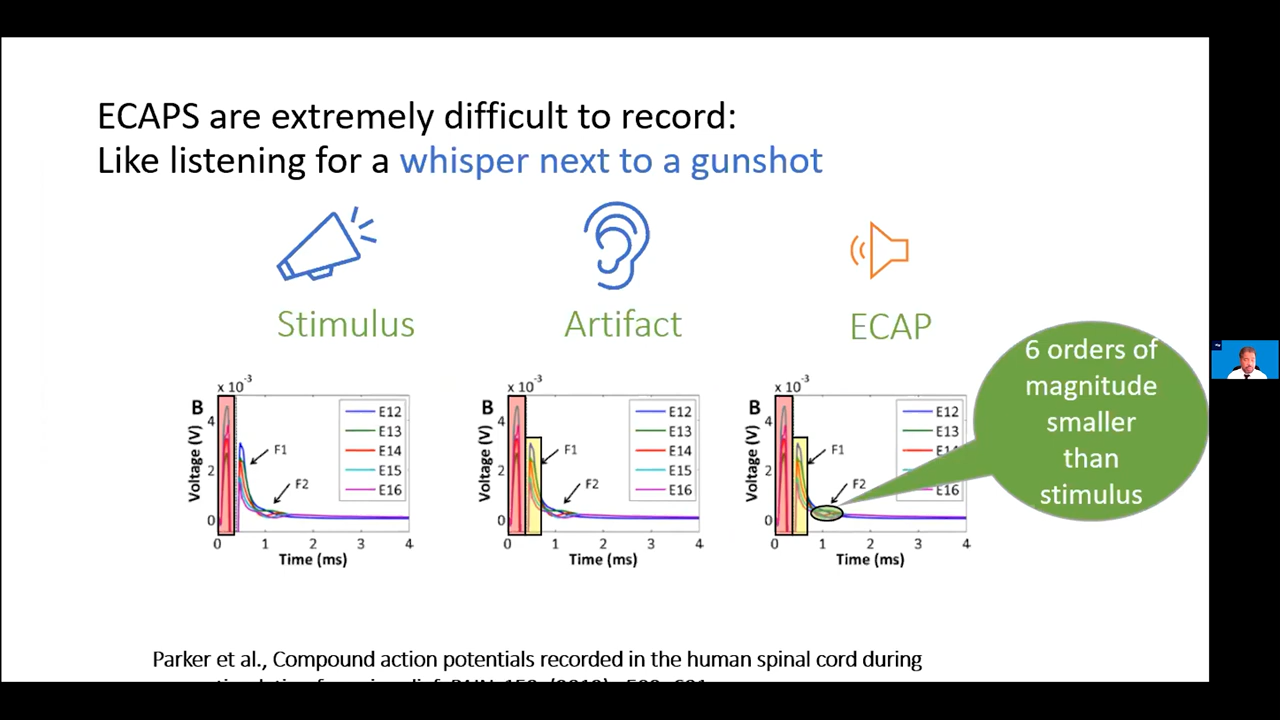 ECAPS are extremely difficult to record:
Like listening for a whisper next to a gunshot
Stimulus
Artifact
ECAP
6 orders of
magnitude
smaller
than
stimulus
x 10⁻³
B
Voltage (V)
4
2
0
F1
F2
E12
E13
E14
E15
E16
0 1 2 3 4
Time (ms)
x 10⁻³
B
Voltage (V)
4
2
0
F1
F2
E12
E13
E14
E15
E16
0 1 2 3 4
Time (ms)
x 10⁻³
B
Voltage (V)
4
2
0
F1
F2
E12
E13
E16
0 1 2 3 4
Time (ms)
Parker et al., Compound action potentials recorded in the human spinal cord during